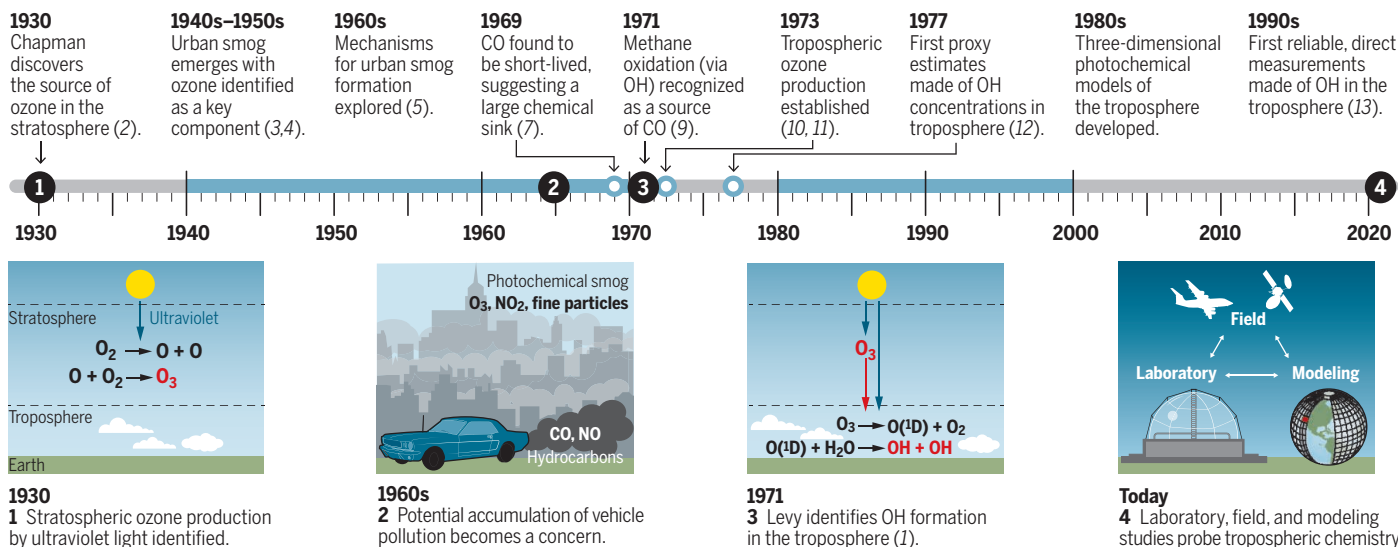 1930
Chapman
discovers
the source of
ozone in the
stratosphere (2).
1940s–1950s
Urban smog
emerges with
ozone identified
as a key
component (3,4).
1960s
Mechanisms
for urban smog
formation
explored (5).
1969
CO found to
be short-lived,
suggesting a
large chemical
sink (7).
1971
Methane
oxidation (via
OH) recognized
as a source
of CO (9).
1973
Tropospheric
ozone
production
established
(10, 11).
1977
First proxy
estimates
made of OH
concentrations in
troposphere (12).
1980s
Three-dimensional
photochemical
models of
the troposphere
developed.
1990s
First reliable, direct
measurements
made of OH in the
troposphere (13).
1 2 3 4
1930 1940 1950 1960 1970 1980 1990 2000 2010 2020
Stratosphere Ultraviolet
O₂ → O + O
O + O₂ → O₃
Troposphere
Earth
1930
1 Stratospheric ozone production
by ultraviolet light identified.
Photochemical smog
O₃, NO₂, fine particles
CO, NO
Hydrocarbons
1960s
2 Potential accumulation of vehicle
pollution becomes a concern.
O₃
O₃ → O(¹D) + O₂
O(¹D) + H₂O → OH + OH
1971
3 Levy identifies OH formation
in the troposphere (1).
Field
Laboratory Modeling
Today
4 Laboratory, field, and modeling
studies probe tropospheric chemistry